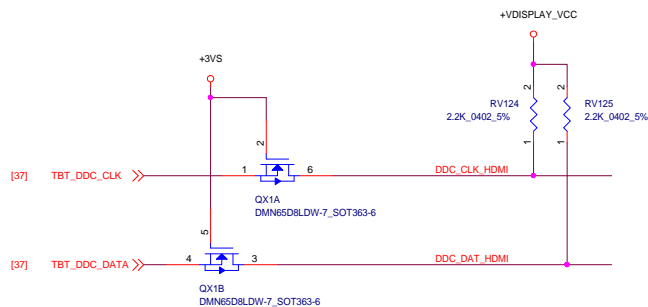 +VDISPLAY_VCC
+3VS
2
2
RV124
RV125
2.2K_0402_5%
2.2K_0402_5%
1
1
2
[37]
TBT_DDC_CLK
1
6
DDC_CLK_HDMI
QX1A
DMN65D8LDW-7_SOT363-6
5
[37]
TBT_DDC_DATA
4
3
DDC_DAT_HDMI
QX1B
DMN65D8LDW-7_SOT363-6